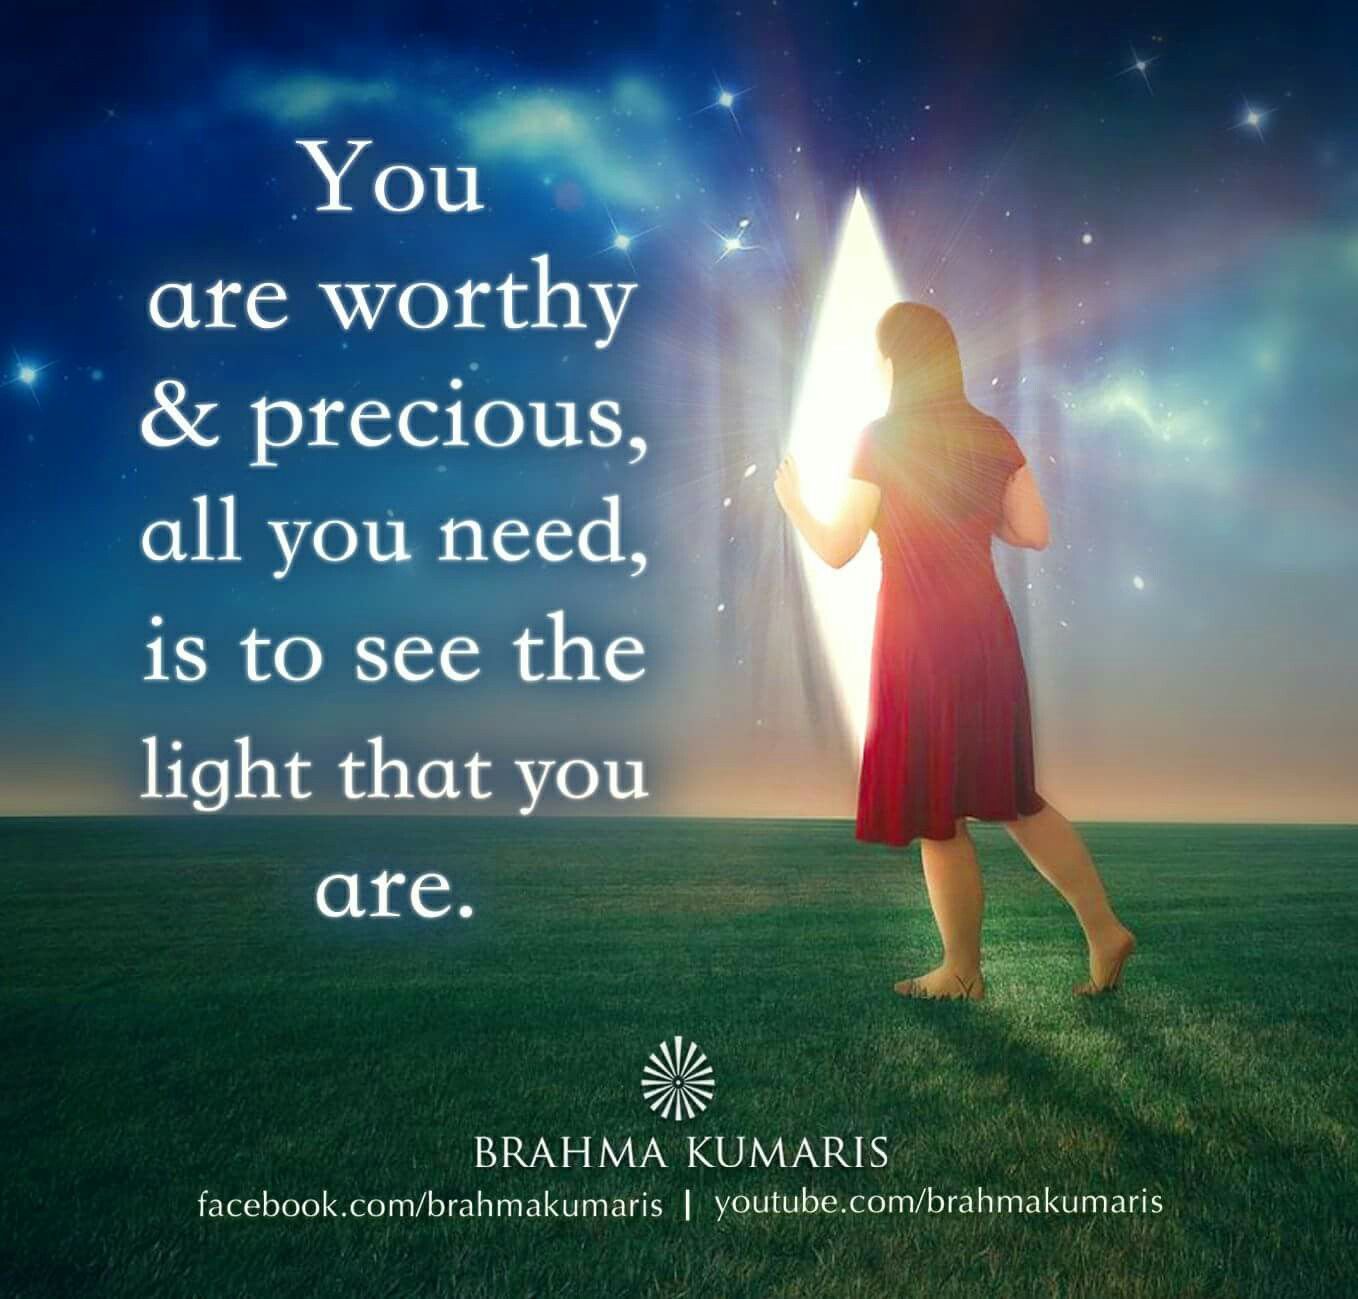 You
are worthy
& precious,
all you need,
is to see the
light that you
are.
BRAHMA KUMARIS
facebook.com/brahmakumaris | youtube.com/brahmakumaris